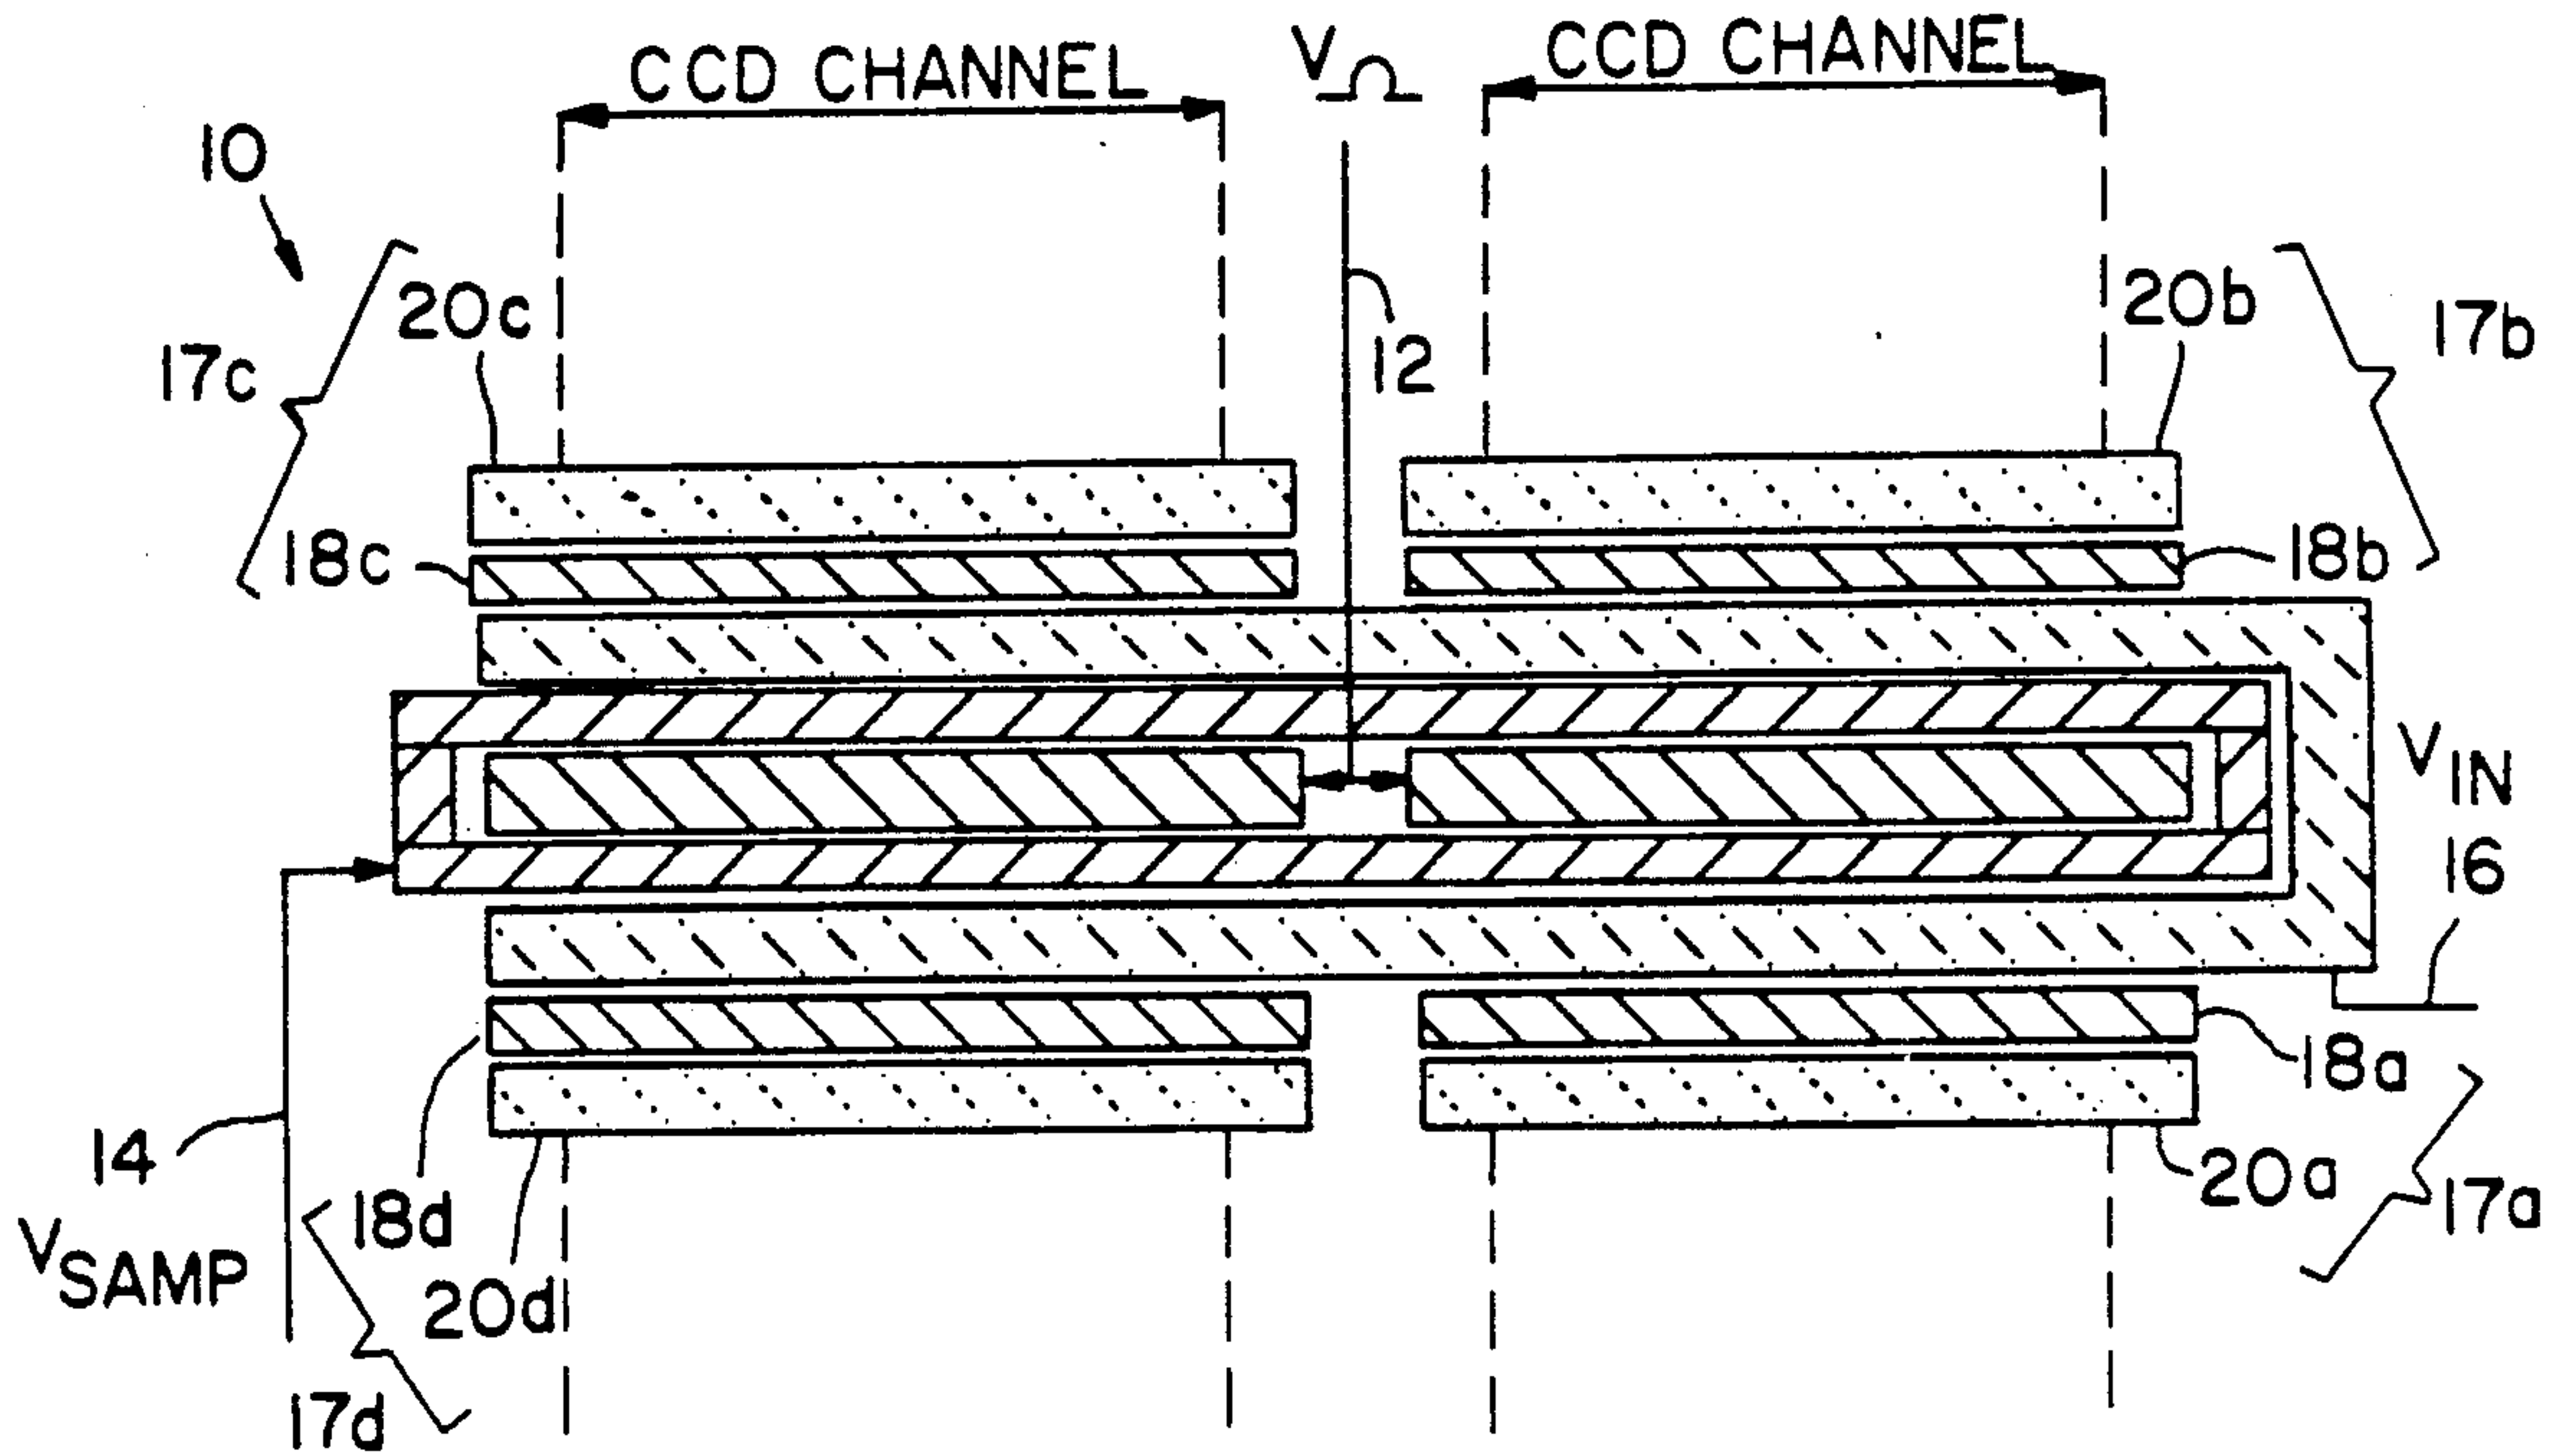 CCD CHANNEL
V
CCD CHANNEL
10
20c
17c
12
20b
17b
18c
18b
VIN
16
14
VSAMP
18d
20d
17d
18a
20a
17a